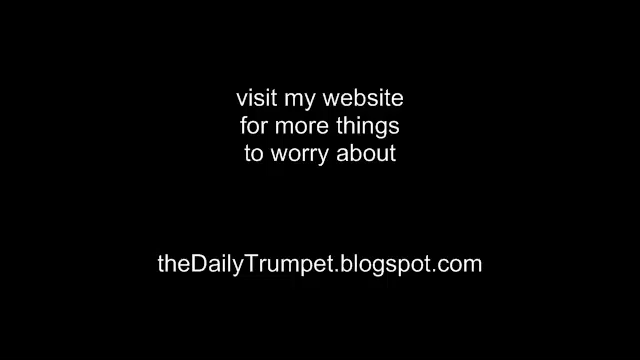 visit my website
for more things
to worry about
theDailyTrumpet.blogspot.com